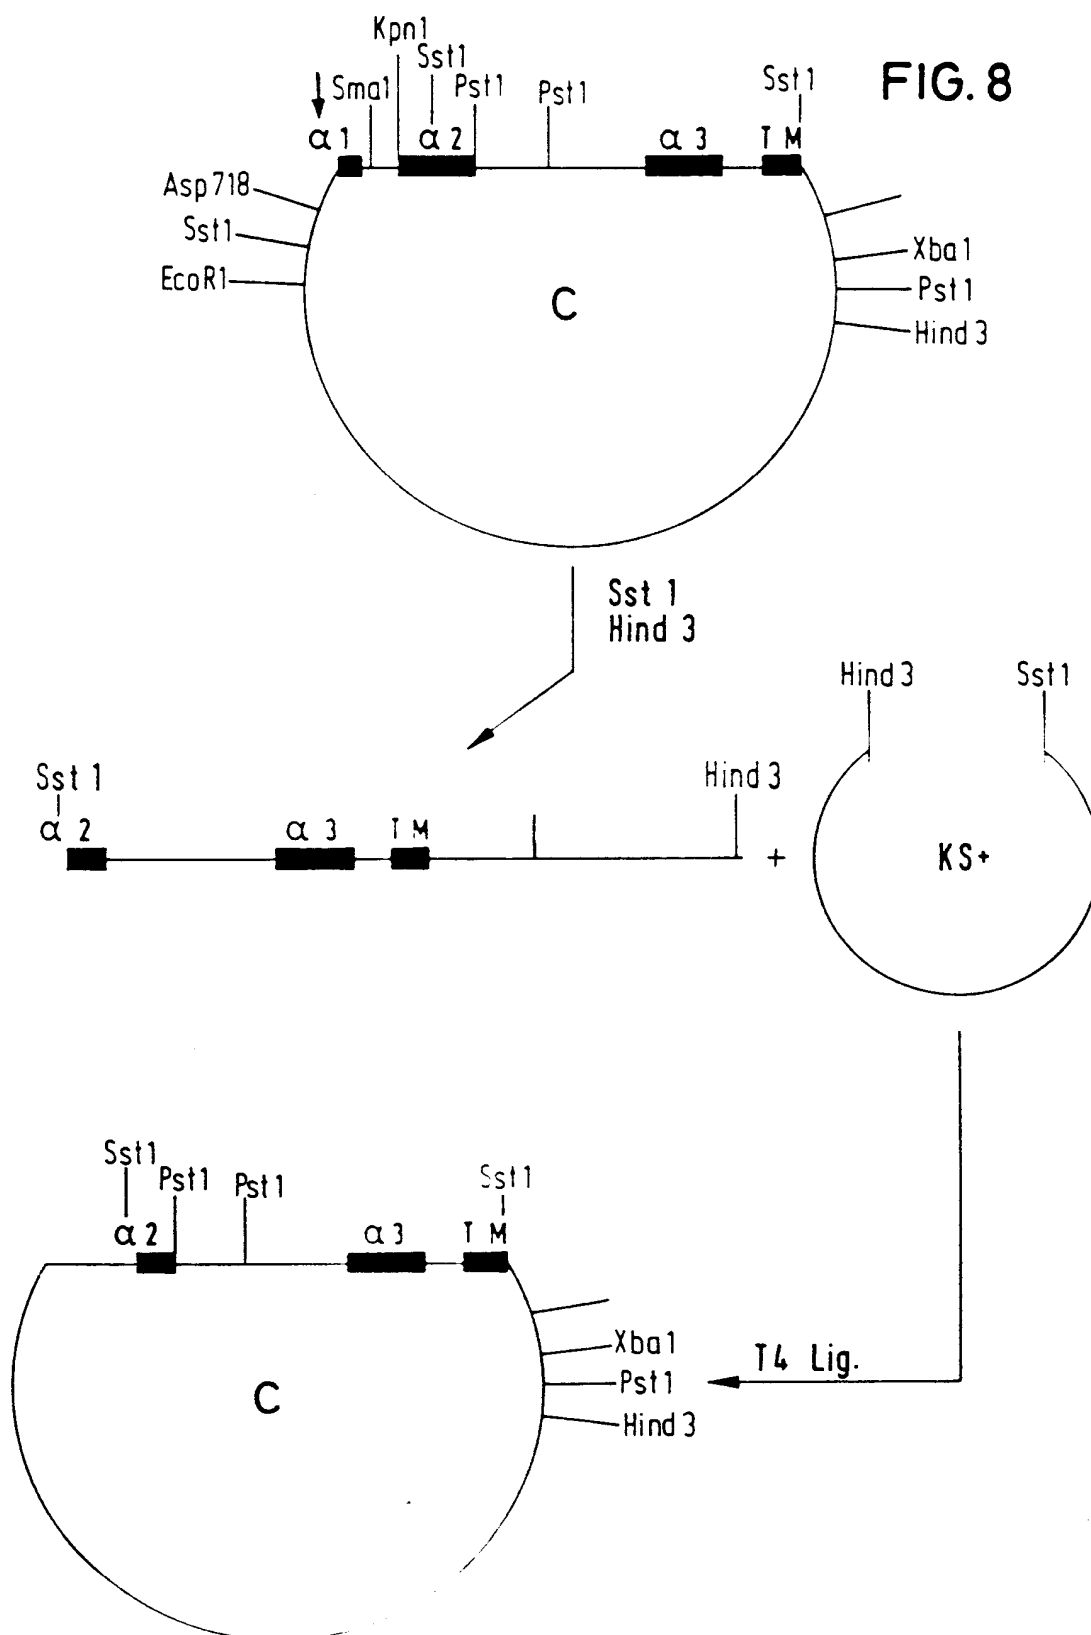 FIG. 8
Kpn1
Sst1
Sma1
Pst1
Pst1
Sst1
α 1
α 2
α 3
T M
Asp718
Sst1
EcoR1
C
Xba1
Pst1
Hind 3
Sst 1
Hind 3
Hind 3
Sst1
Sst 1
Hind 3
α 2
α 3
T M
+
KS+
Sst1
Pst1
Pst1
Sst1
α 2
α 3
T M
Xba1
Pst1
Hind 3
C
T4 Lig.